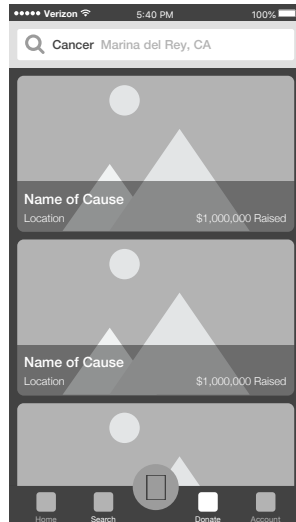 Verizon 5:40 PM 100%
Cancer Marina del Rey, CA
Name of Cause
Location $1,000,000 Raised
Name of Cause
Location $1,000,000 Raised
Home Search Donate Account